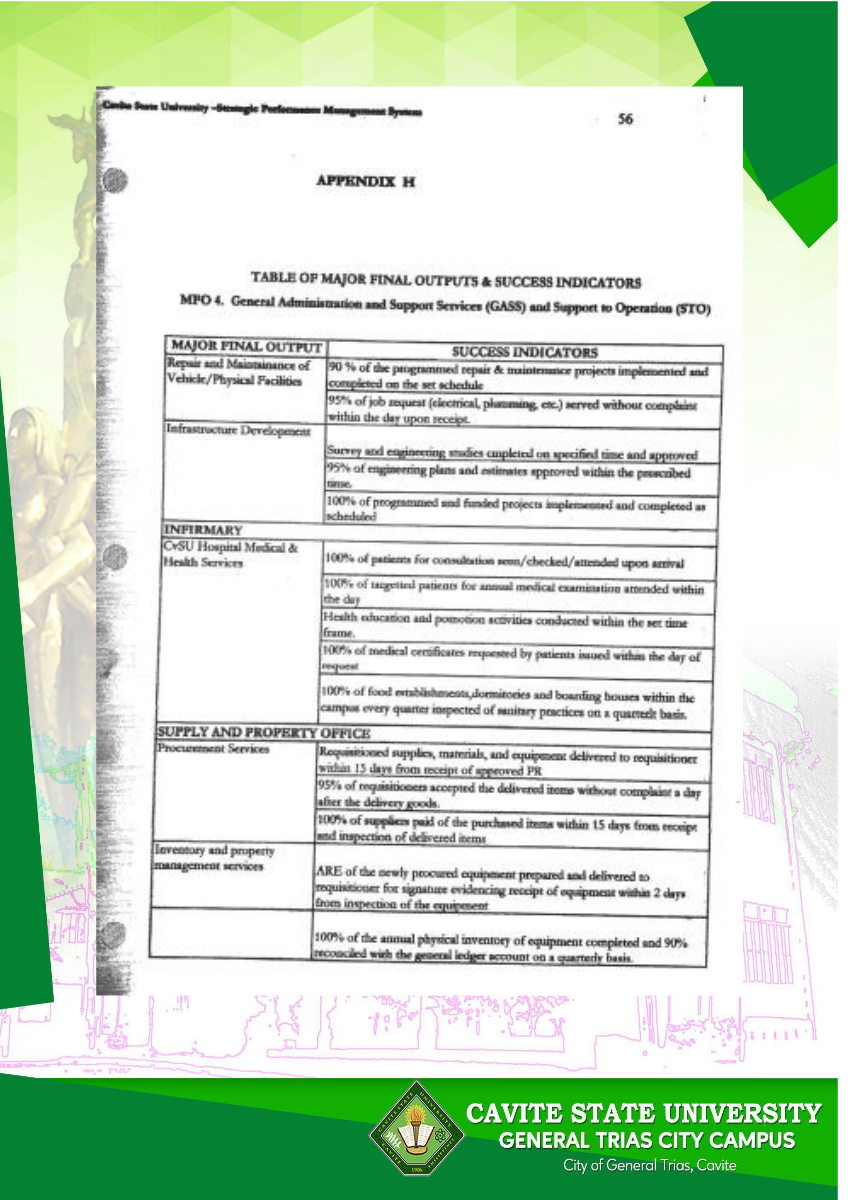 Cavite State University -Strategic Performance Management System
56
APPENDIX H
TABLE OF MAJOR FINAL OUTPUTS & SUCCESS INDICATORS
MFO 4. General Administration and Support Services (GASS) and Support to Operation (STO)
MAJOR FINAL OUTPUT
SUCCESS INDICATORS
Repair and Maintainance of
Vehicle/Physical Facilities
90 % of the programmed repair & maintenance projects implemented and
completed on the set schedule
95% of job request (electrical, plumming, etc.) served without complaint
within the day upon receipt.
Infrastructure Development
Survey and engineering studies cmpleted on specified time and approved
95% of engineering plans and estimates approved within the prescribed
time.
100% of programmed and funded projects implemented and completed as
scheduled
INFIRMARY
CvSU Hospital Medical &
Health Services
100% of patients for consultation seen/checked/attended upon arrival
100% of targetted patients for annual medical examination attended within
the day
Health education and pomotion activities conducted within the set time
frame.
100% of medical certificates requested by patients issued within the day of
request
100% of food establishments,dormitories and boarding houses within the
campus every quarter inspected of sanitary practices on a quarterlt basis.
SUPPLY AND PROPERTY OFFICE
Procurement Services
Requisitioned supplies, materials, and equipment delivered to requisitioner
within 15 days from receipt of approved PR
95% of requisitioners accepted the delivered items without complaint a day
after the delivery goods.
100% of suppliers paid of the purchased items within 15 days from receipt
and inspection of delivered items
Inventory and property
management services
ARE of the newly procured equipment prepared and delivered to
requisitioner for signature evidencing receipt of equipment within 2 days
from inspection of the equipment
100% of the annual physical inventory of equipment completed and 90%
reconciled with the general ledger account on a quarterly basis.
CAVITE STATE UNIVERSITY
GENERAL TRIAS CITY CAMPUS
City of General Trias, Cavite
1906